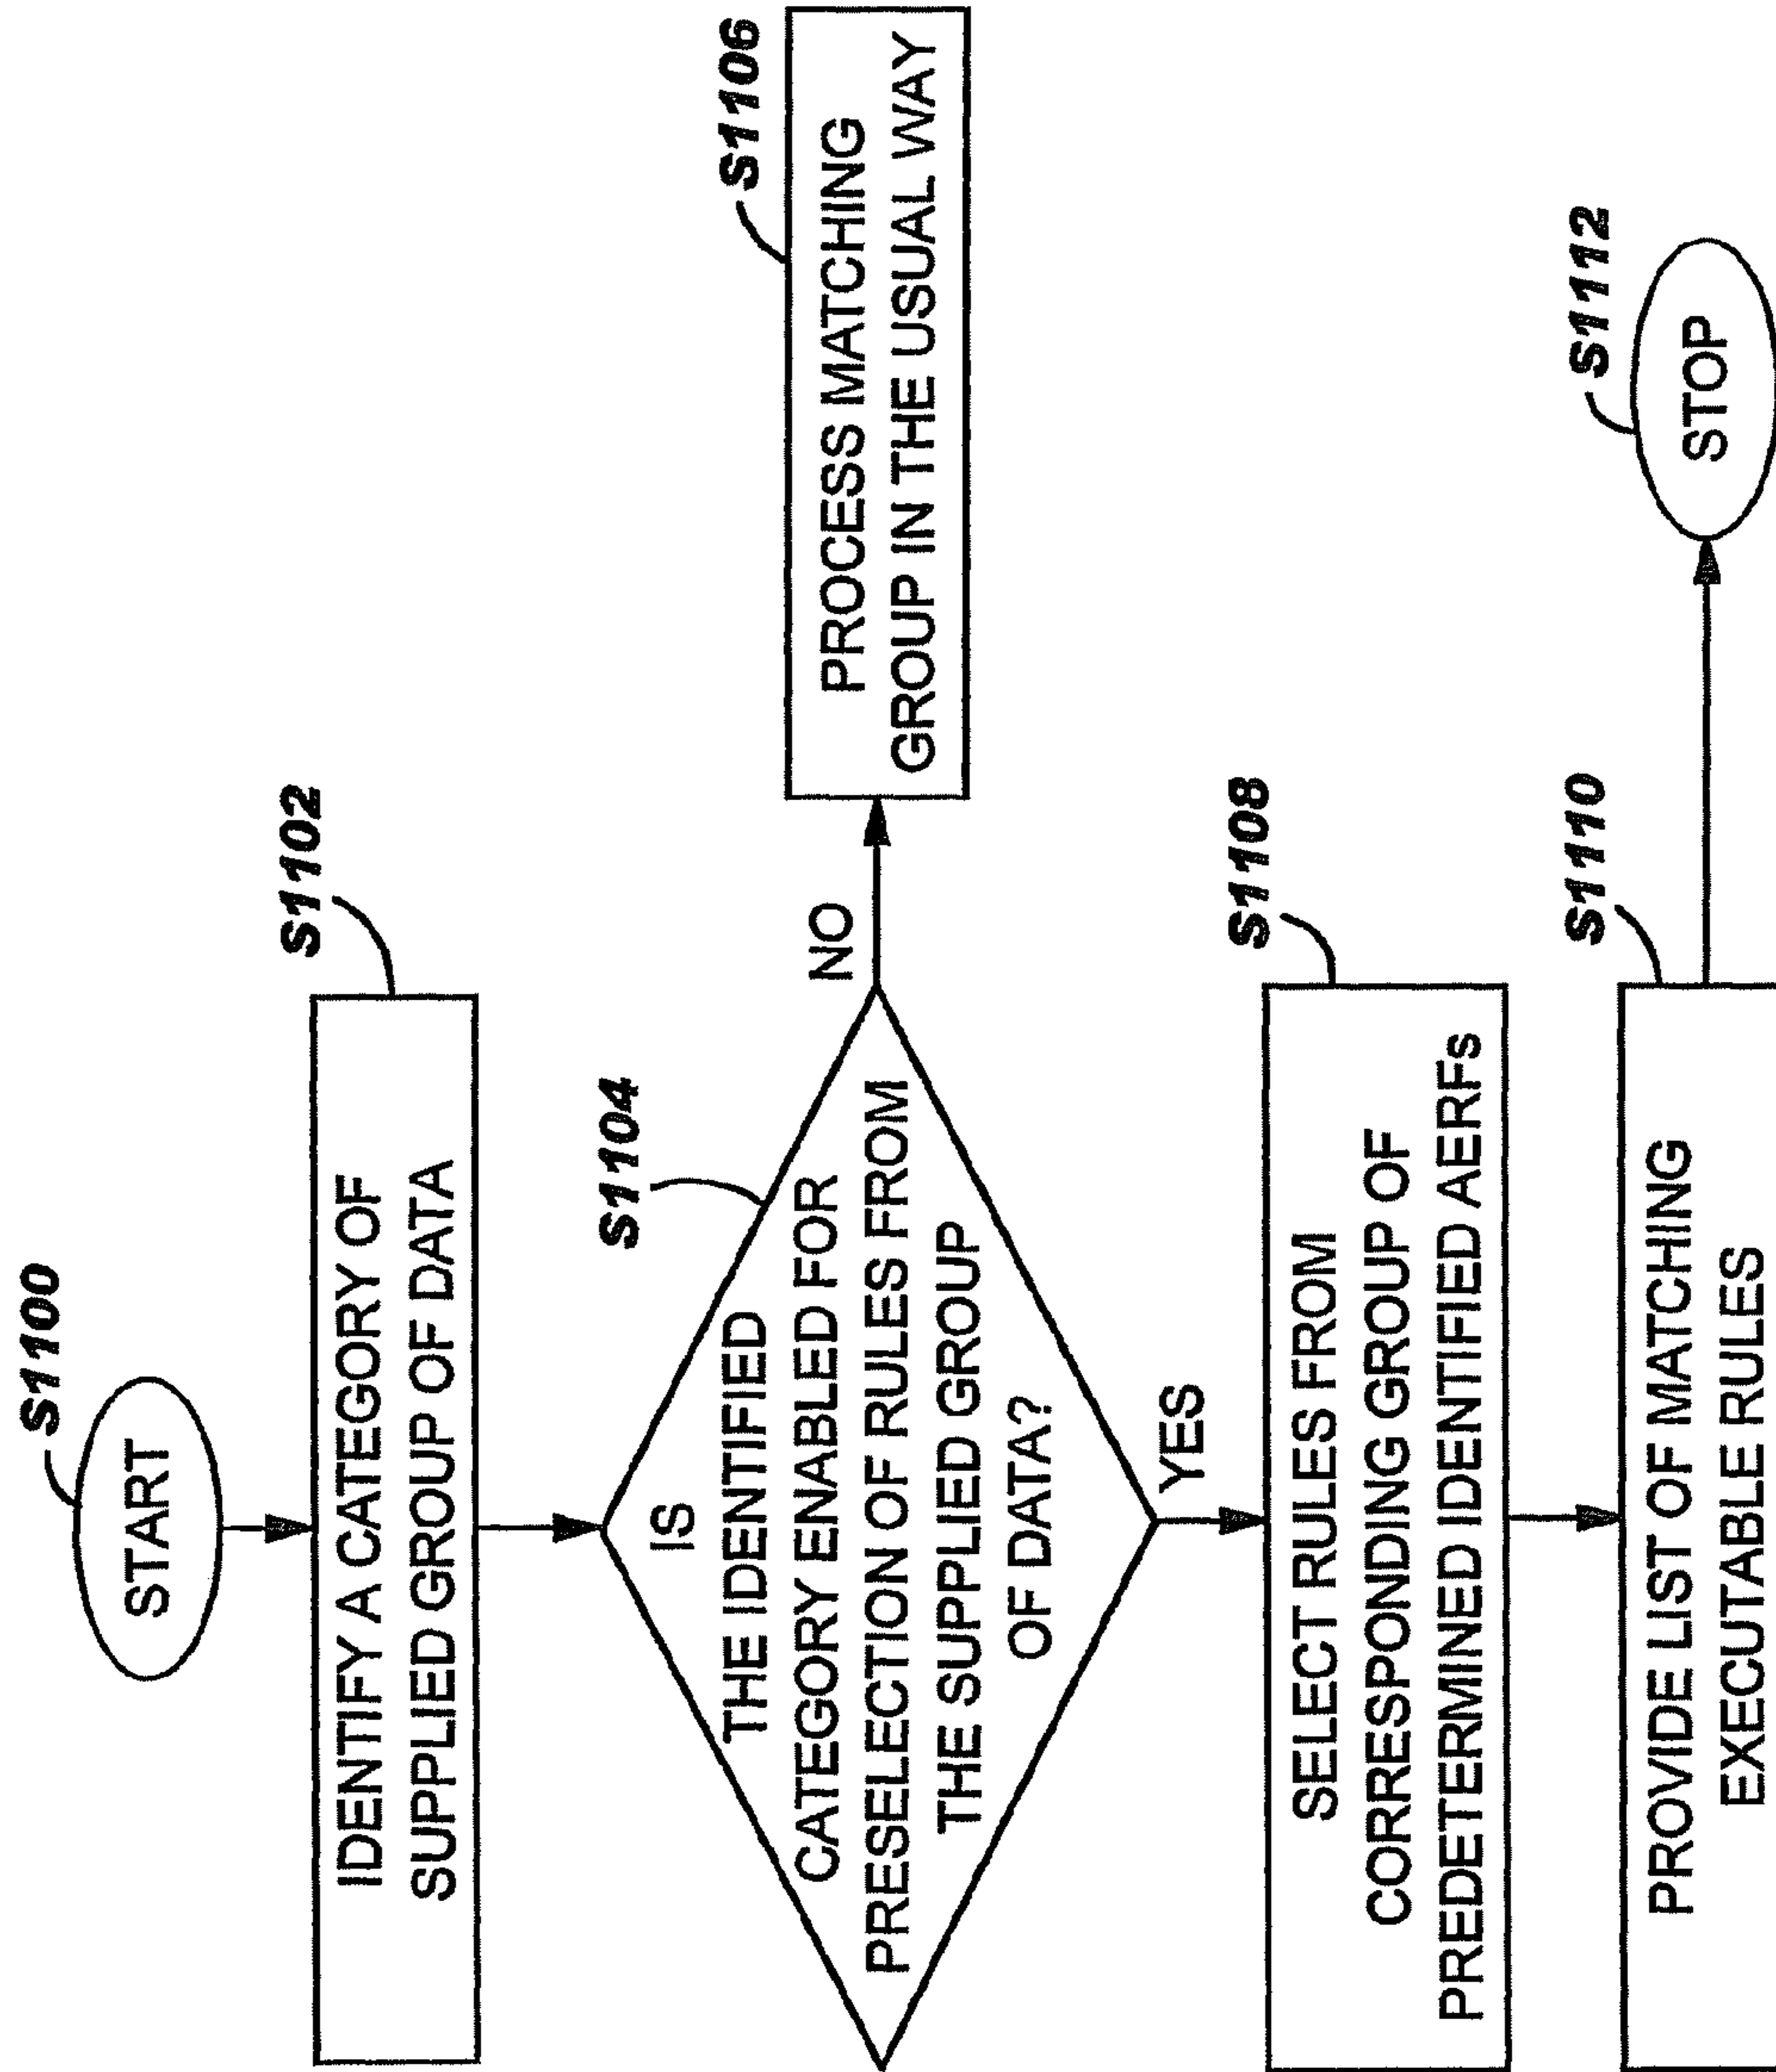 S1100
START
S1102
IDENTIFY A CATEGORY OF
SUPPLIED GROUP OF DATA
S1104
IS
THE IDENTIFIED
CATEGORY ENABLED FOR
PRESELECTION OF RULES FROM
THE SUPPLIED GROUP
OF DATA?
NO
S1106
PROCESS MATCHING
GROUP IN THE USUAL WAY
YES
S1108
SELECT RULES FROM
CORRESPONDING GROUP OF
PREDETERMINED IDENTIFIED AERFs
S1110
PROVIDE LIST OF MATCHING
EXECUTABLE RULES
S1112
STOP